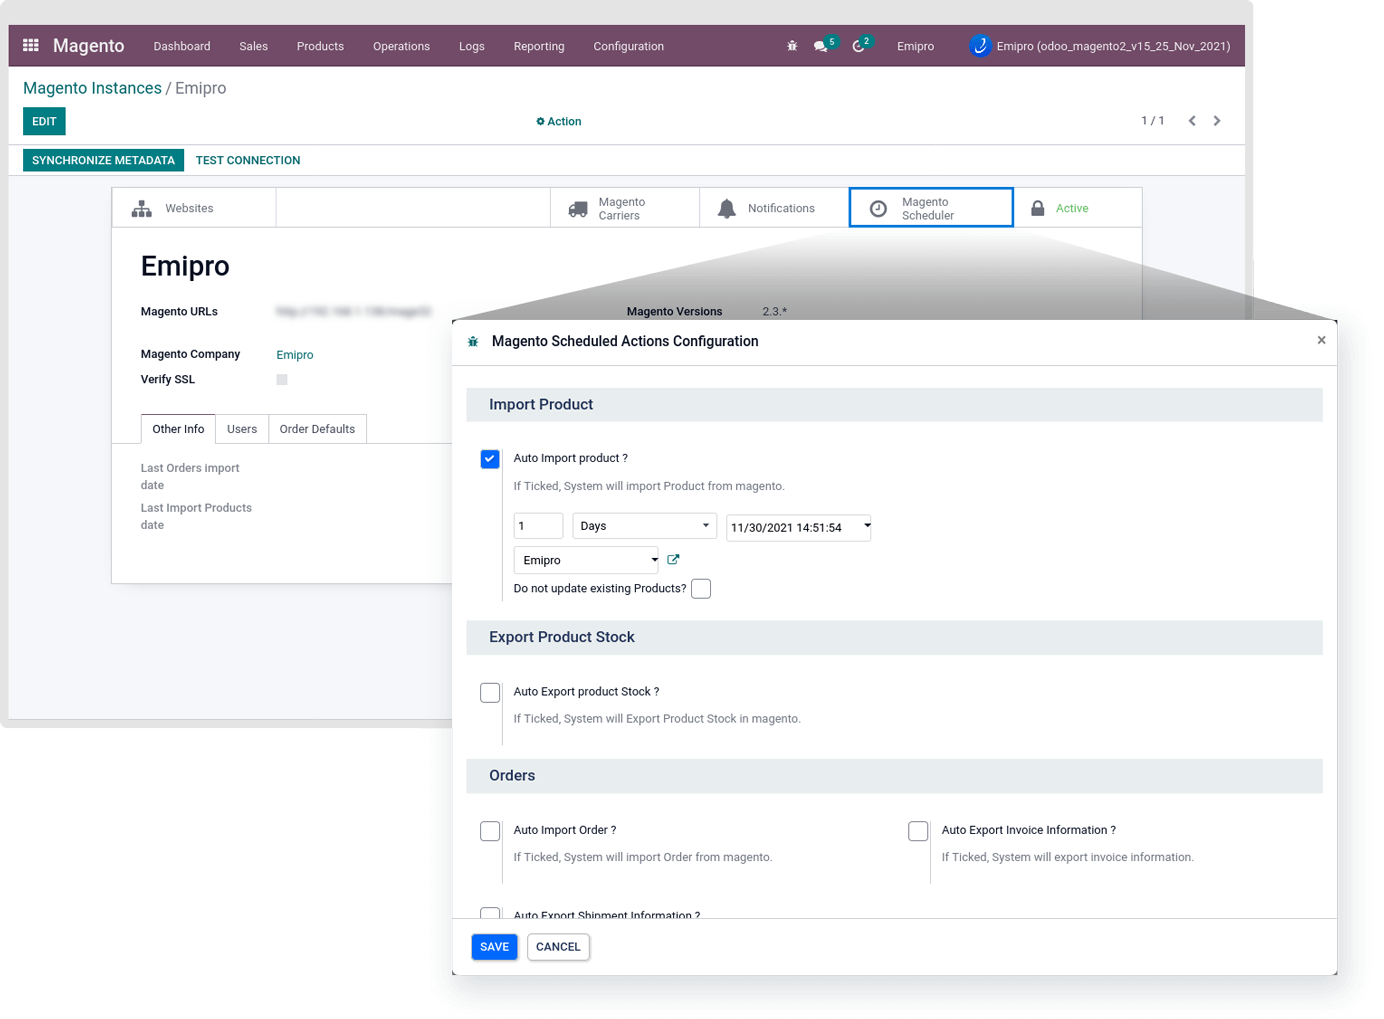 Magento Dashboard Sales Products Operations Logs Reporting Configuration 5 2 Emipro Emipro (odoo_magento2_v15_25_Nov_2021)
Magento Instances / Emipro
EDIT Action 1 / 1
SYNCHRONIZE METADATA TEST CONNECTION
Websites Magento Carriers Notifications Magento Scheduler Active
Emipro
Magento URLs Magento Versions 2.3.*
Magento Company Emipro
Verify SSL
Other Info Users Order Defaults
Last Orders import
date
Last Import Products
date
Magento Scheduled Actions Configuration ×
Import Product
Auto Import product ?
If Ticked, System will import Product from magento.
1 Days 11/30/2021 14:51:54
Emipro
Do not update existing Products?
Export Product Stock
Auto Export product Stock ?
If Ticked, System will Export Product Stock in magento.
Orders
Auto Import Order ? Auto Export Invoice Information ?
If Ticked, System will import Order from magento. If Ticked, System will export invoice information.
Auto Export Shipment Information ?
SAVE CANCEL